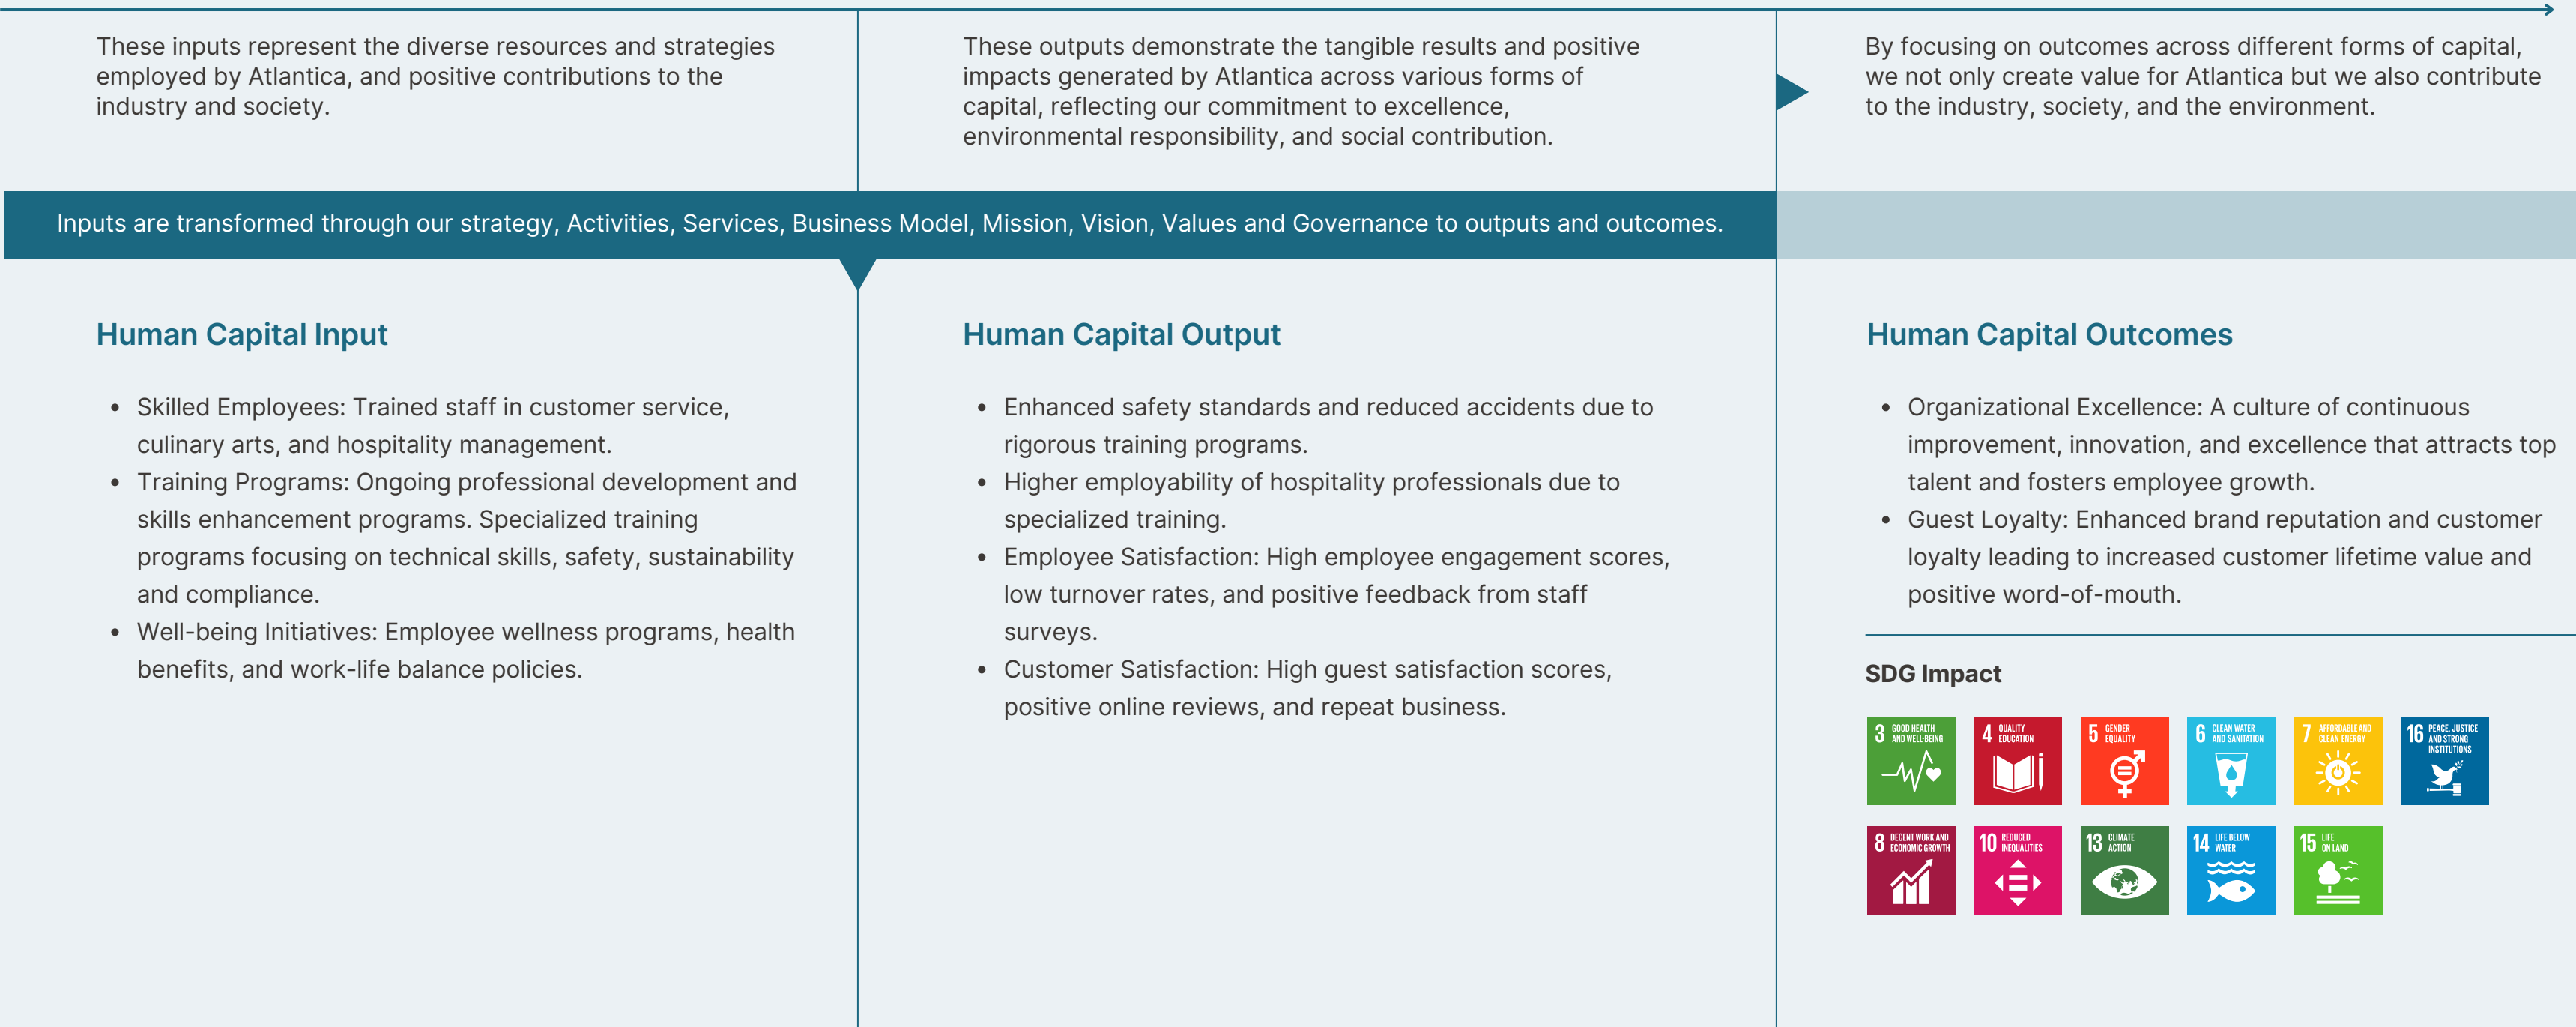 These inputs represent the diverse resources and strategies
employed by Atlantica, and positive contributions to the
industry and society.
These outputs demonstrate the tangible results and positive
impacts generated by Atlantica across various forms of
capital, reflecting our commitment to excellence,
environmental responsibility, and social contribution.
By focusing on outcomes across different forms of capital,
we not only create value for Atlantica but we also contribute
to the industry, society, and the environment.
Inputs are transformed through our strategy, Activities, Services, Business Model, Mission, Vision, Values and Governance to outputs and outcomes.
Human Capital Input
• Skilled Employees: Trained staff in customer service,
culinary arts, and hospitality management.
• Training Programs: Ongoing professional development and
skills enhancement programs. Specialized training
programs focusing on technical skills, safety, sustainability
and compliance.
• Well-being Initiatives: Employee wellness programs, health
benefits, and work-life balance policies.
Human Capital Output
• Enhanced safety standards and reduced accidents due to
rigorous training programs.
• Higher employability of hospitality professionals due to
specialized training.
• Employee Satisfaction: High employee engagement scores,
low turnover rates, and positive feedback from staff
surveys.
• Customer Satisfaction: High guest satisfaction scores,
positive online reviews, and repeat business.
Human Capital Outcomes
• Organizational Excellence: A culture of continuous
improvement, innovation, and excellence that attracts top
talent and fosters employee growth.
• Guest Loyalty: Enhanced brand reputation and customer
loyalty leading to increased customer lifetime value and
positive word-of-mouth.
SDG Impact
3 GOOD HEALTH
AND WELL-BEING
4 QUALITY
EDUCATION
5 GENDER
EQUALITY
6 CLEAN WATER
AND SANITATION
7 AFFORDABLE AND
CLEAN ENERGY
16 PEACE, JUSTICE
AND STRONG
INSTITUTIONS
8 DECENT WORK AND
ECONOMIC GROWTH
10 REDUCED
INEQUALITIES
13 CLIMATE
ACTION
14 LIFE BELOW
WATER
15 LIFE
ON LAND